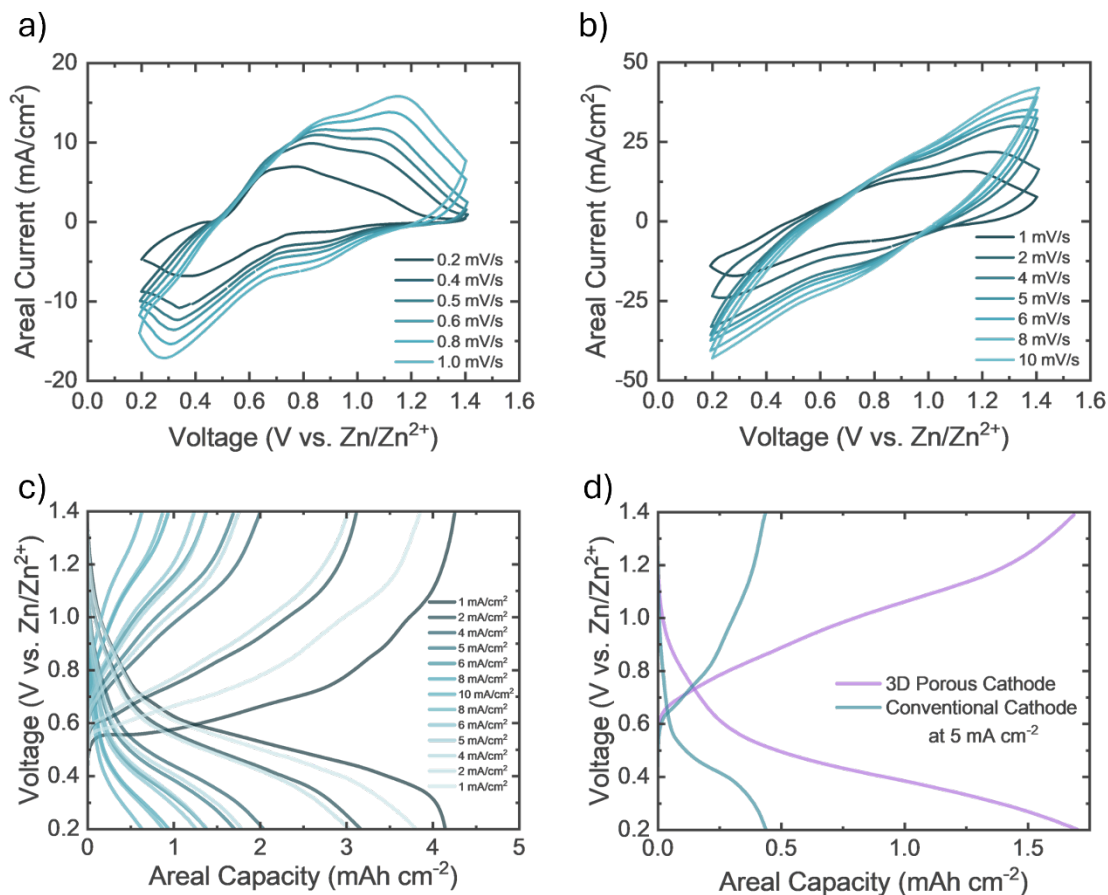 a)
20
10
0
-10
-20
0.0 0.2 0.4 0.6 0.8 1.0 1.2 1.4 1.6
Areal Current (mA/cm²)
Voltage (V vs. Zn/Zn²⁺)
0.2 mV/s
0.4 mV/s
0.5 mV/s
0.6 mV/s
0.8 mV/s
1.0 mV/s
b)
50
25
0
-25
-50
0.0 0.2 0.4 0.6 0.8 1.0 1.2 1.4 1.6
Areal Current (mA/cm²)
Voltage (V vs. Zn/Zn²⁺)
1 mV/s
2 mV/s
4 mV/s
5 mV/s
6 mV/s
8 mV/s
10 mV/s
c)
1.4
1.2
1.0
0.8
0.6
0.4
0.2
0 1 2 3 4 5
Voltage (V vs. Zn/Zn²⁺)
Areal Capacity (mAh cm⁻²)
1 mA/cm²
2 mA/cm²
4 mA/cm²
5 mA/cm²
6 mA/cm²
8 mA/cm²
10 mA/cm²
8 mA/cm²
6 mA/cm²
5 mA/cm²
4 mA/cm²
2 mA/cm²
1 mA/cm²
d)
1.4
1.2
1.0
0.8
0.6
0.4
0.2
0.0 0.5 1.0 1.5
Voltage (V vs. Zn/Zn²⁺)
Areal Capacity (mAh cm⁻²)
3D Porous Cathode
Conventional Cathode
at 5 mA cm⁻²